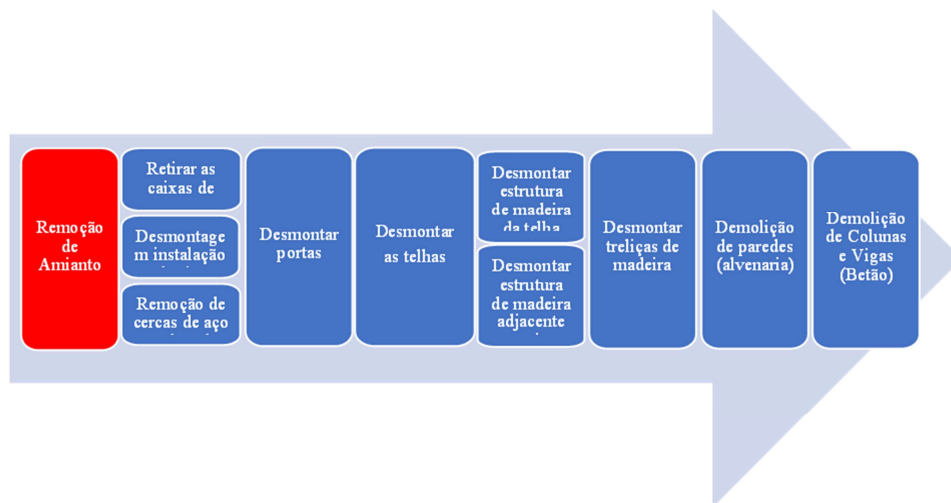 Remoção
de
Amianto
Retirar as
caixas de
Desmontage
m instalação
Remoção de
cercas de aço
Desmontar
portas
Desmontar
as telhas
Desmontar
estrutura
de madeira
da telha
Desmontar
estrutura
de madeira
adjacente
Desmontar
treliças de
madeira
Demolição
de paredes
(alvenaria)
Demolição
de Colunas
e Vigas
(Betão)